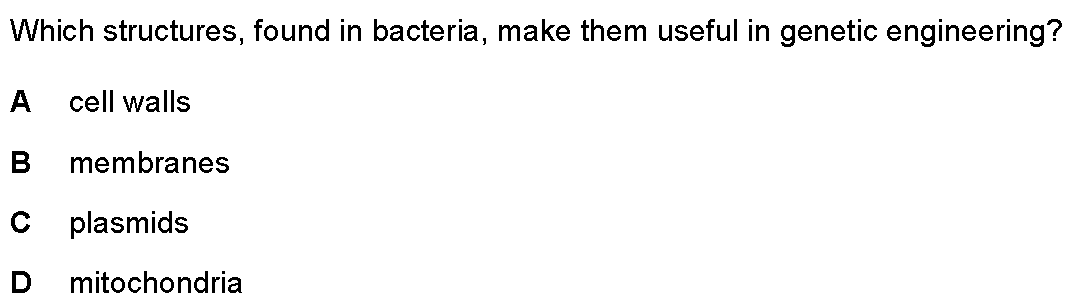 Which structures, found in bacteria, make them useful in genetic engineering?
A cell walls
B membranes
C plasmids
D mitochondria